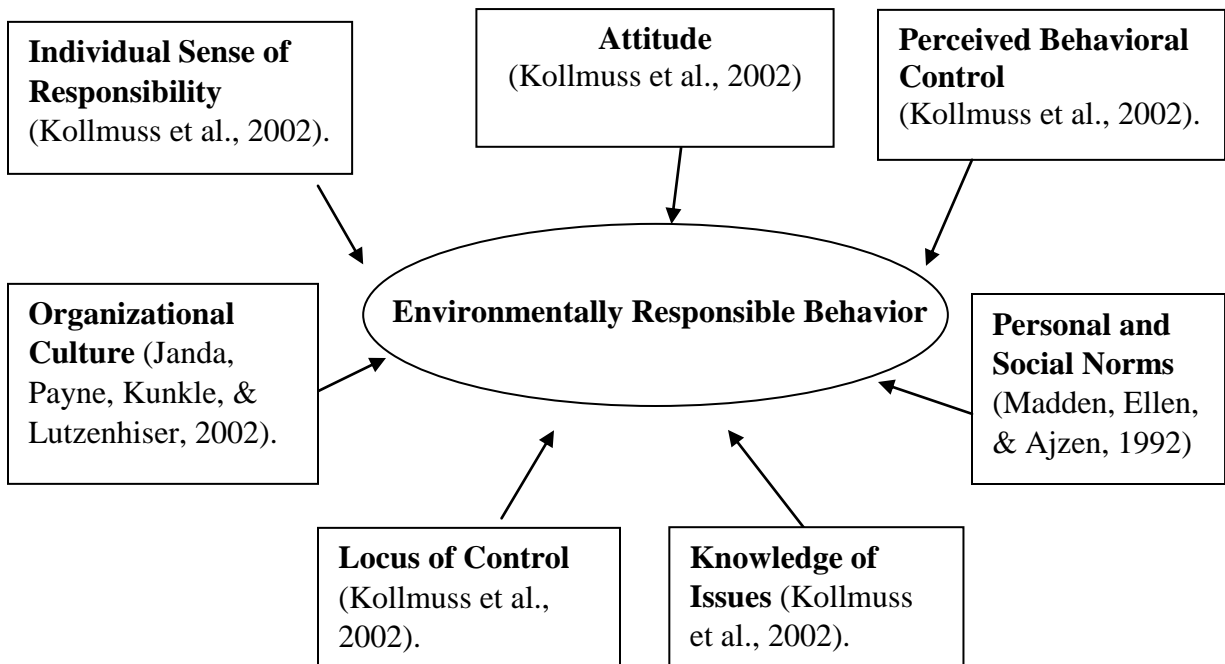 Individual Sense of
Responsibility
(Kollmuss et al., 2002).
Attitude
(Kollmuss et al., 2002)
Perceived Behavioral
Control
(Kollmuss et al., 2002).
Environmentally Responsible Behavior
Organizational
Culture (Janda,
Payne, Kunkle, &
Lutzenhiser, 2002).
Personal and
Social Norms
(Madden, Ellen,
& Ajzen, 1992)
Locus of Control
(Kollmuss et al.,
2002).
Knowledge of
Issues (Kollmuss
et al., 2002).